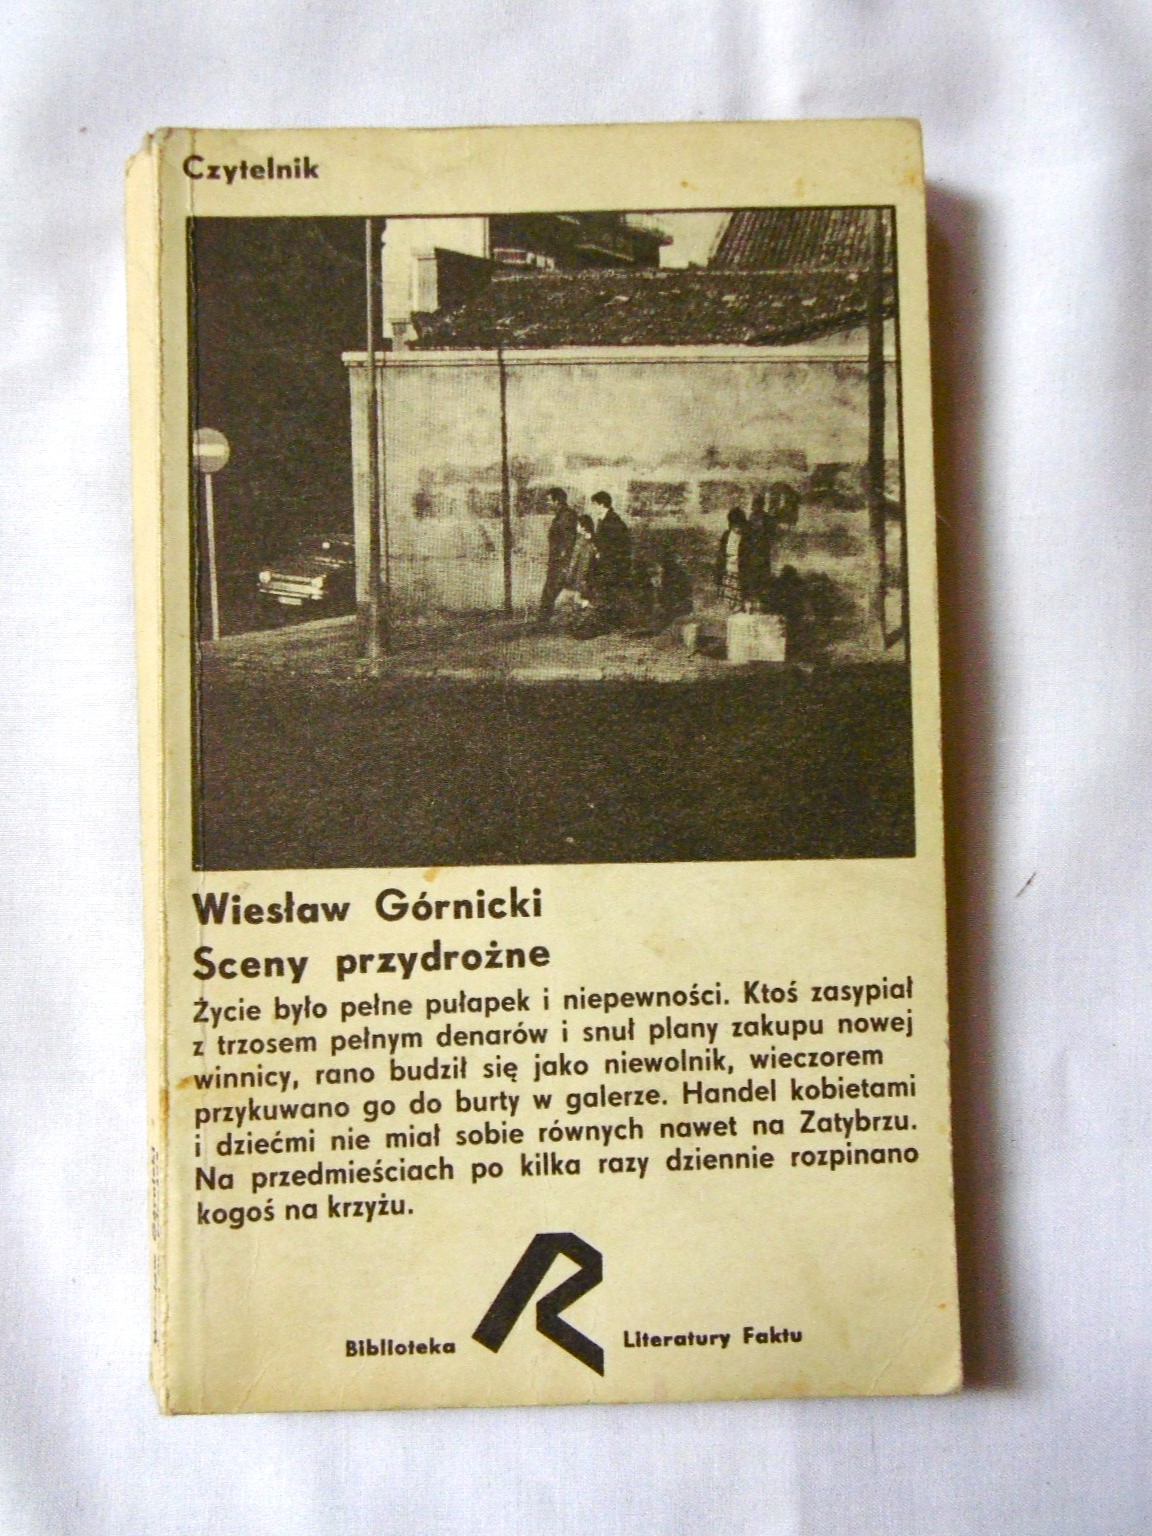 Czytelnik
Wiesław Górnicki
Sceny przydrożne
Życie było pełne pułapek i niepewności. Ktoś zasypiał
z trzosem pełnym denarów i snuł plany zakupu nowej
winnicy, rano budził się jako niewolnik, wieczorem
przykuwano go do burty w galerze. Handel kobietami
i dziećmi nie miał sobie równych nawet na Zatybrzu.
Na przedmieściach po kilka razy dziennie rozpinano
kogoś na krzyżu.
Biblioteka R Literatury Faktu